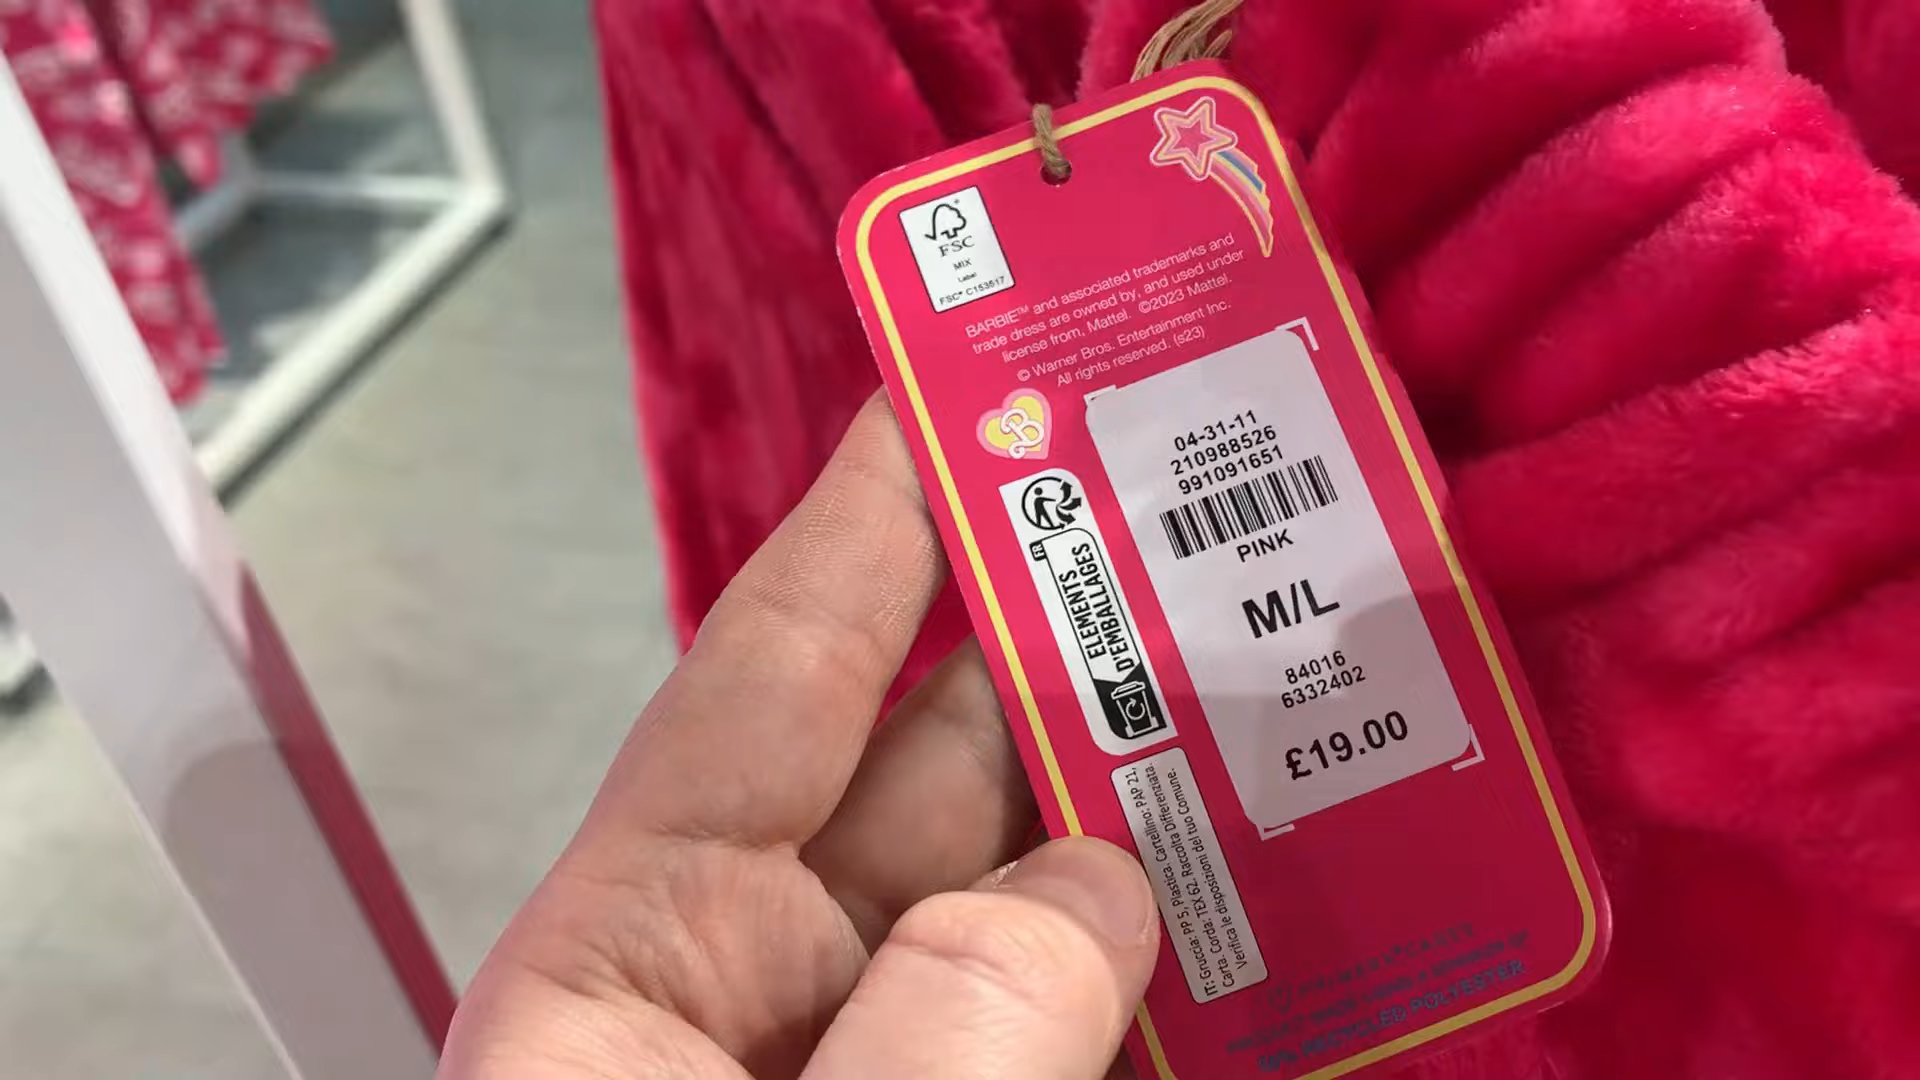 FSC®
MIX
Label
FSC® C153617
BARBIE™ and associated trademarks and
trade dress are owned by, and used under
license from, Mattel. ©2023 Mattel.
© Warner Bros. Entertainment Inc.
All rights reserved. (s23)
B
04-31-11
210988526
991091651
PINK
M/L
84016
6332402
£19.00
FR
ELEMENTS
D'EMBALLAGES
IT: Gruccia: PP 5, Plastica. Cartellino: PAP 21,
Carta. Corda: TEX 62. Raccolta Differenziata.
Verifica le disposizioni del tuo Comune.
PRIMARK®CARES
RECYCLED POLYESTER